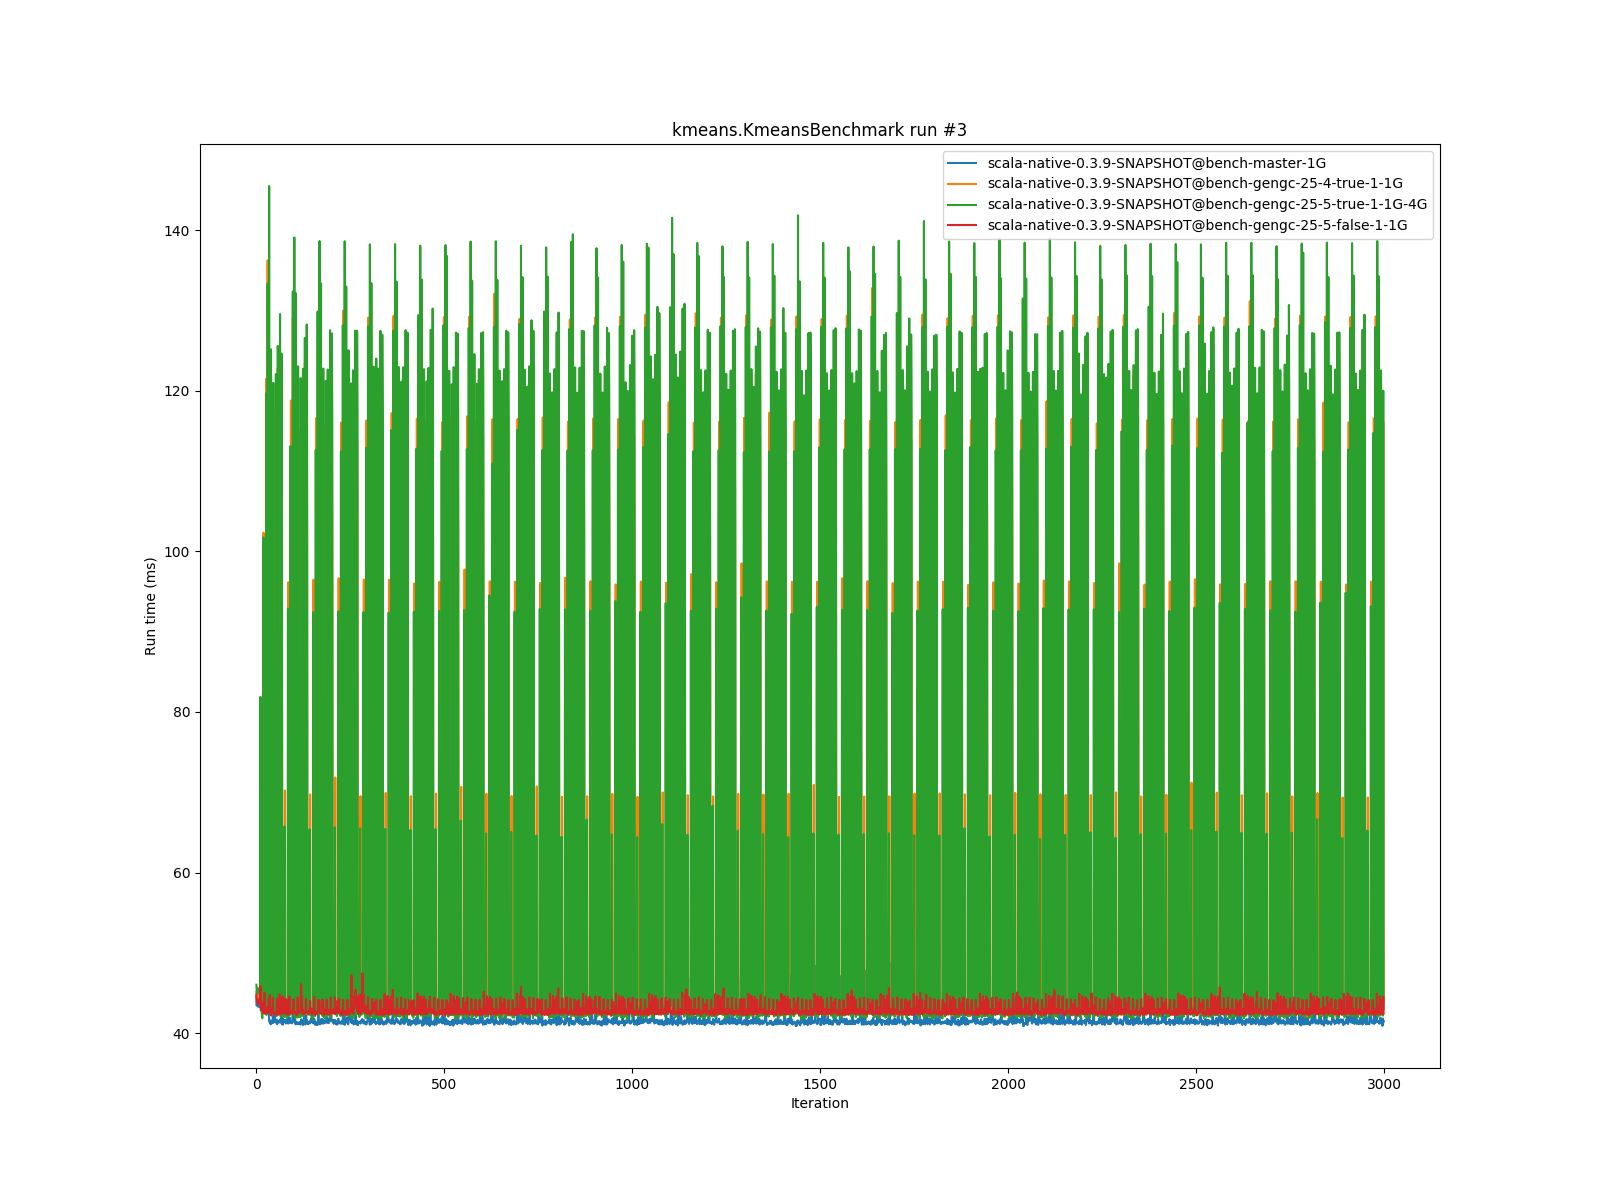 kmeans.KmeansBenchmark run #3
scala-native-0.3.9-SNAPSHOT@bench-master-1G
scala-native-0.3.9-SNAPSHOT@bench-gengc-25-4-true-1-1G
scala-native-0.3.9-SNAPSHOT@bench-gengc-25-5-true-1-1G-4G
scala-native-0.3.9-SNAPSHOT@bench-gengc-25-5-false-1-1G
140
120
100
80
60
40
Run time (ms)
0 500 1000 1500 2000 2500 3000
Iteration